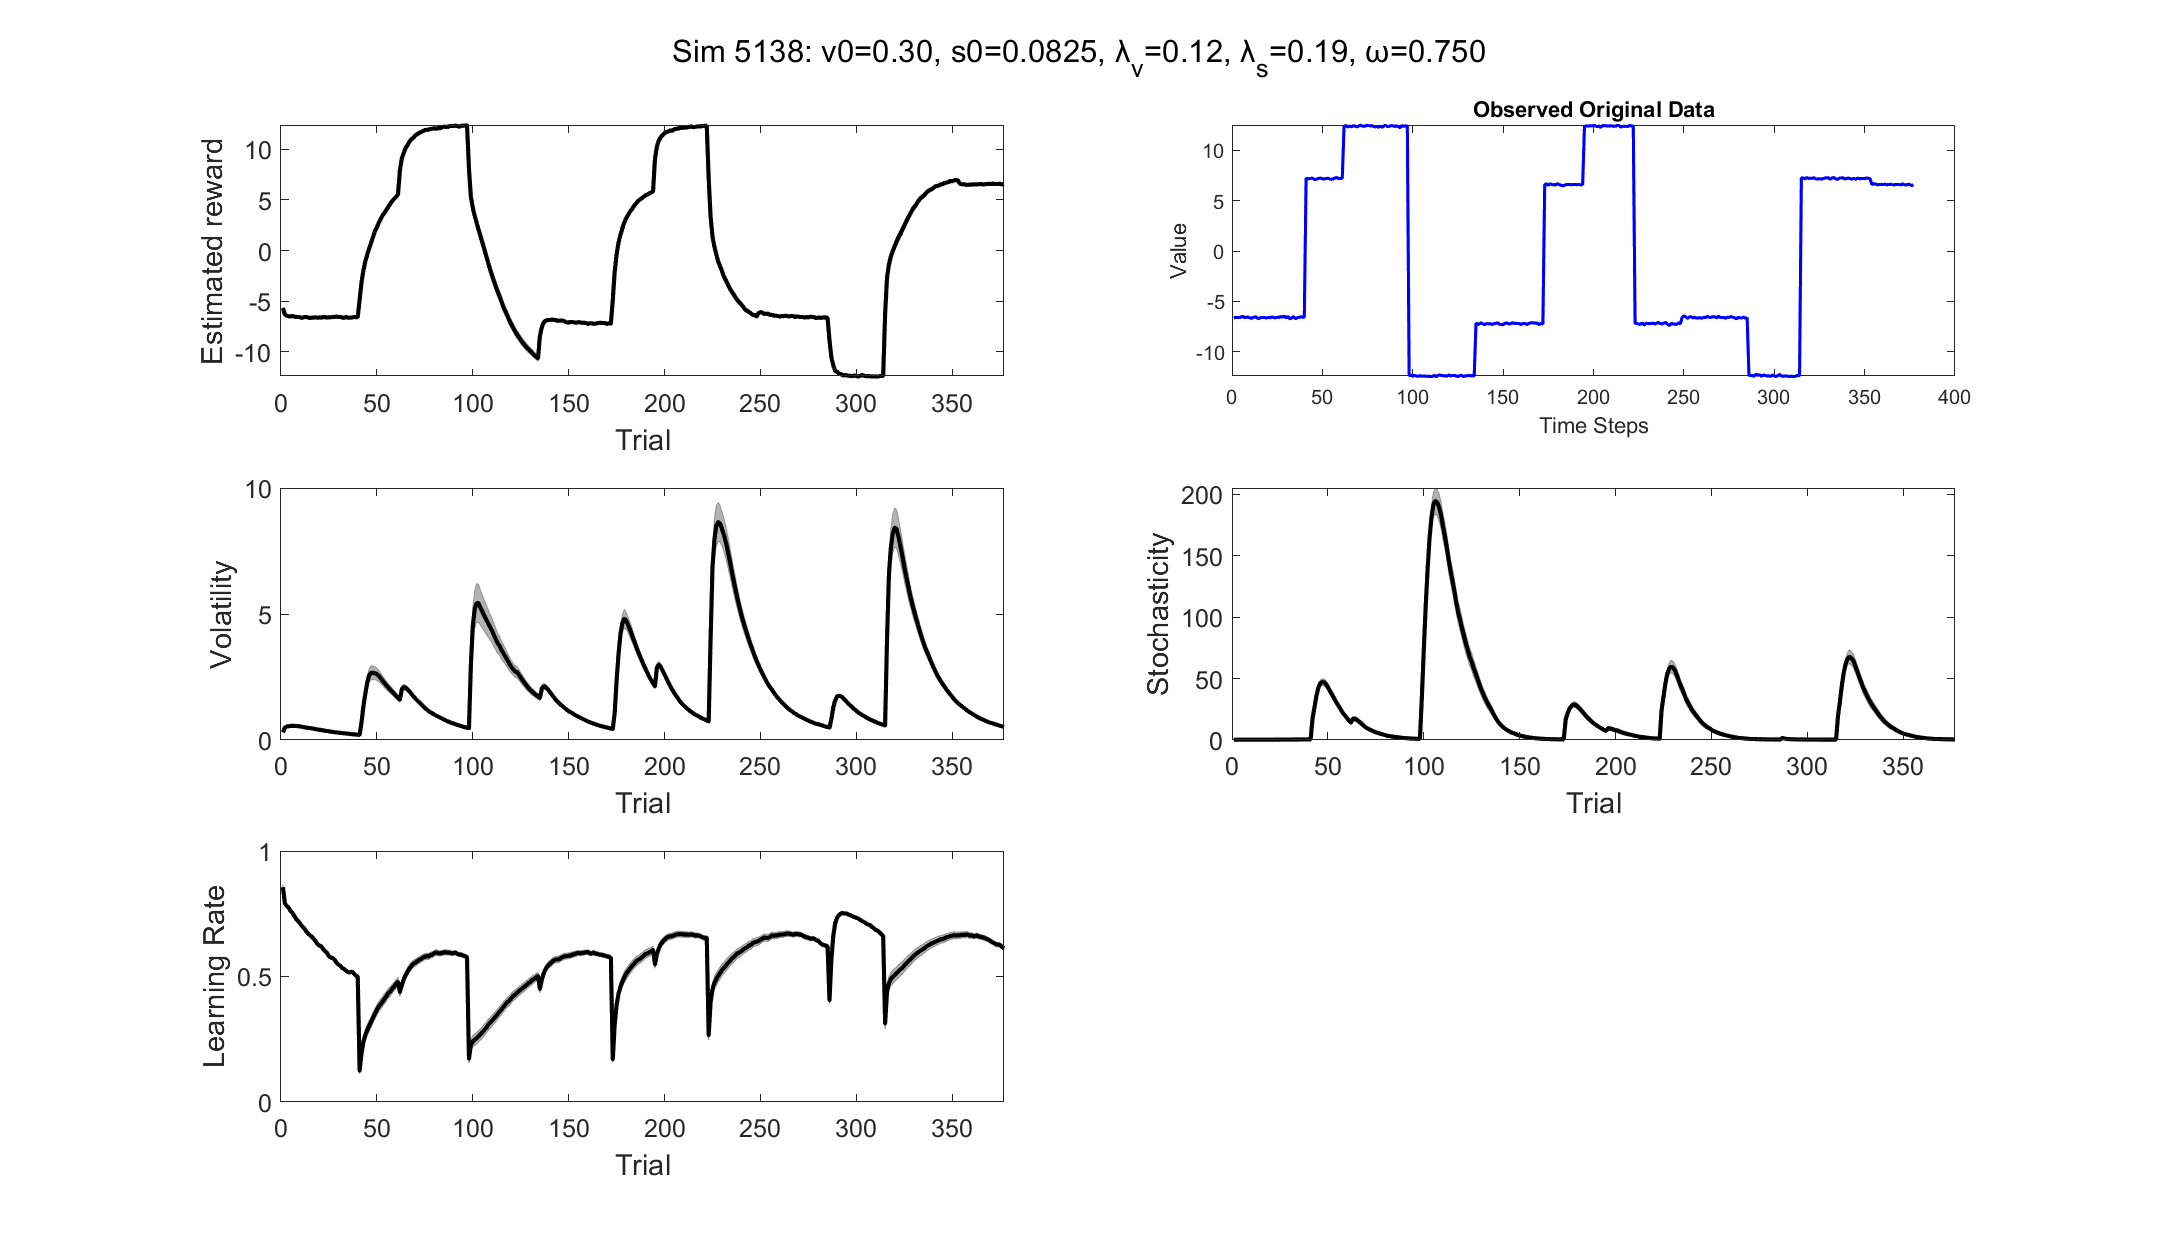 Sim 5138: v0=0.30, s0=0.0825, λv=0.12, λs=0.19, ω=0.750
Estimated reward
10
5
0
-5
-10
0 50 100 150 200 250 300 350
Trial
Observed Original Data
Value
10
5
0
-5
-10
0 50 100 150 200 250 300 350 400
Time Steps
Volatility
10
5
0
0 50 100 150 200 250 300 350
Trial
Stochasticity
200
150
100
50
0
0 50 100 150 200 250 300 350
Trial
Learning Rate
1
0.5
0
0 50 100 150 200 250 300 350
Trial